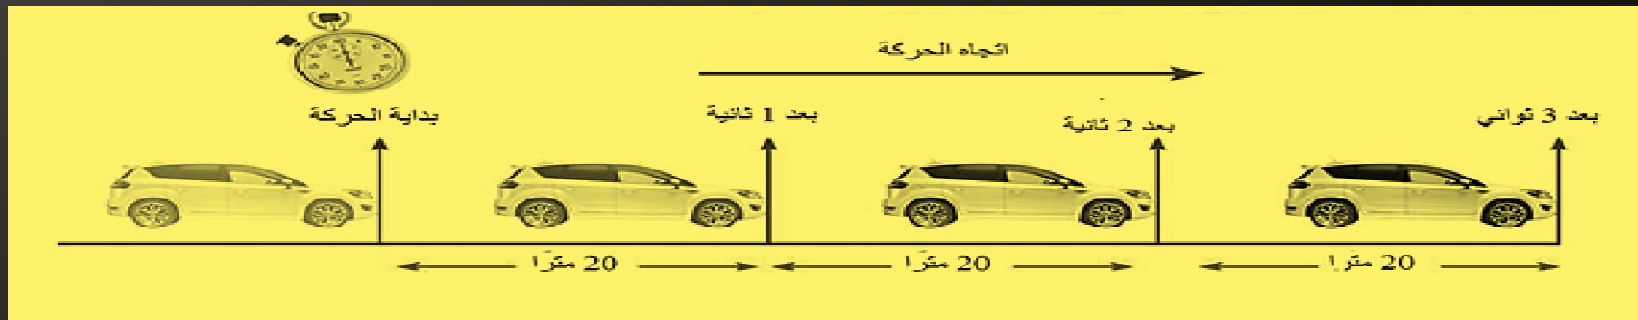 اتجاه الحركة
بداية الحركة
بعد 1 ثانية
بعد 2 ثانية
بعد 3 ثواني
20 مترًا
20 مترًا
20 مترًا